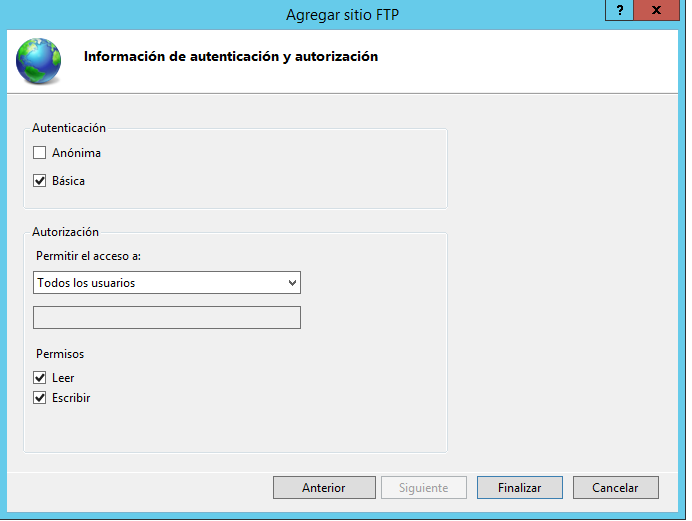 Agregar sitio FTP
? x
Información de autenticación y autorización
Autenticación
Anónima
Básica
Autorización
Permitir el acceso a:
Todos los usuarios
Permisos
Leer
Escribir
Anterior Siguiente Finalizar Cancelar